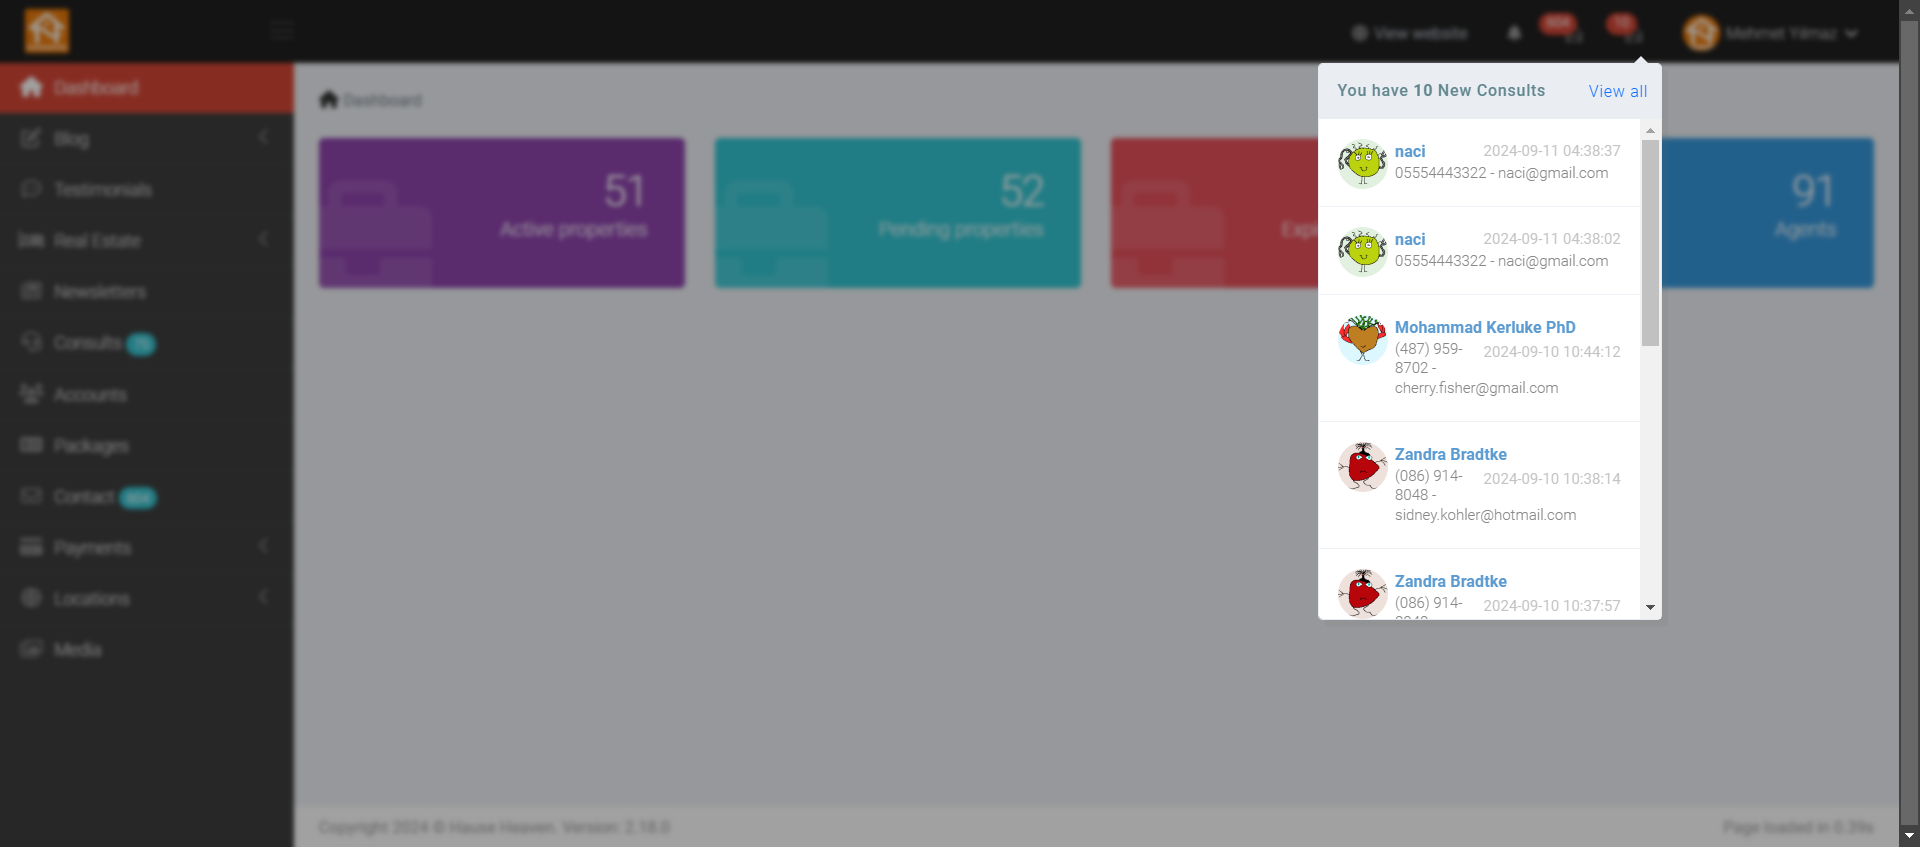 View website
604
10
Mehmet Yılmaz
Dashboard
Blog
Testimonials
Real Estate
Newsletters
Consults
Accounts
Packages
Contact 604
Payments
Locations
Media
Dashboard
51
Active properties
52
Pending properties
91
Agents
You have 10 New Consults
View all
naci 2024-09-11 04:38:37
05554443322 - naci@gmail.com
naci 2024-09-11 04:38:02
05554443322 - naci@gmail.com
Mohammad Kerluke PhD
(487) 959- 2024-09-10 10:44:12
8702 -
cherry.fisher@gmail.com
Zandra Bradtke
(086) 914- 2024-09-10 10:38:14
8048 -
sidney.kohler@hotmail.com
Zandra Bradtke
(086) 914- 2024-09-10 10:37:57
Copyright 2024 © Hause Heaven. Version: 2.18.0
Page loaded in 0.39s